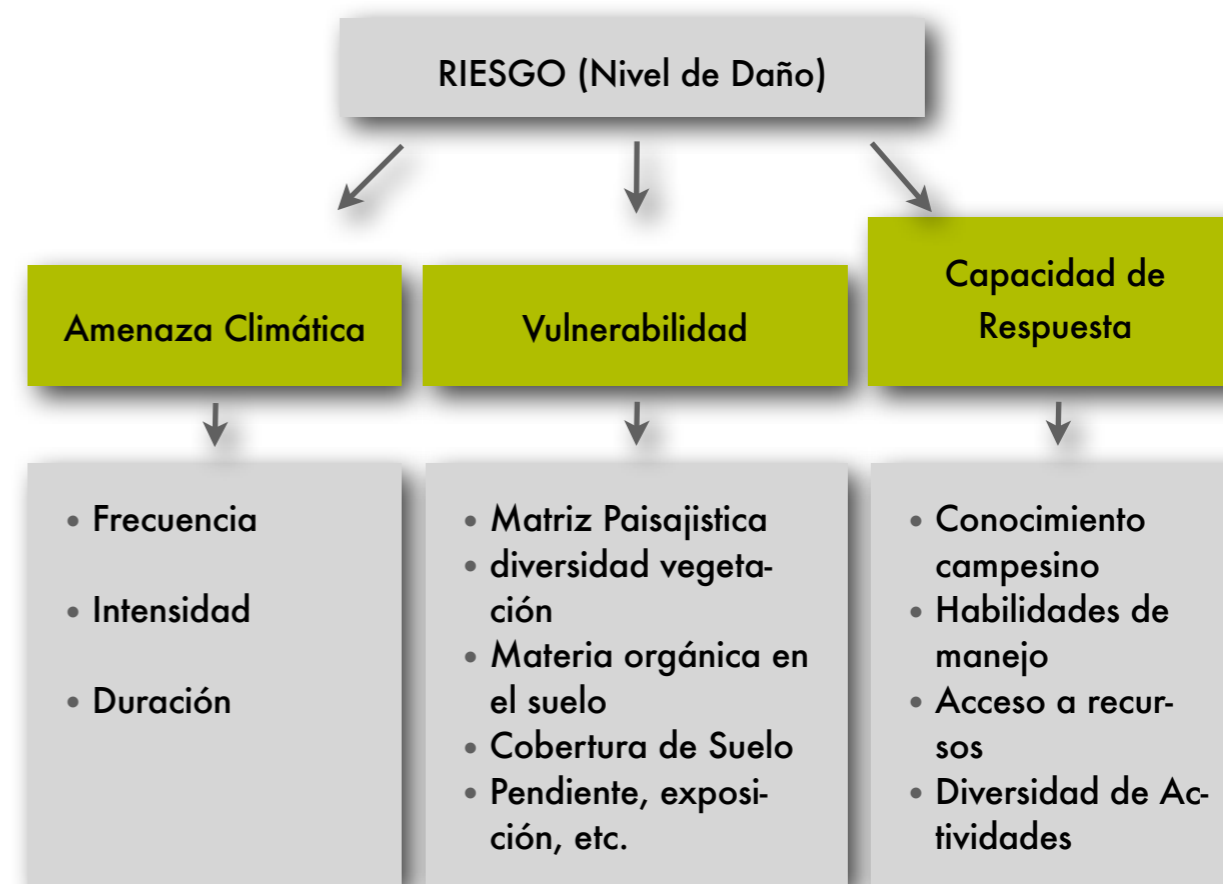 RIESGO (Nivel de Daño)
Amenaza Climática
Vulnerabilidad
Capacidad de
Respuesta
• Frecuencia
• Intensidad
• Duración
• Matriz Paisajistica
• diversidad vegeta-
ción
• Materia orgánica en
el suelo
• Cobertura de Suelo
• Pendiente, exposi-
ción, etc.
• Conocimiento
campesino
• Habilidades de
manejo
• Acceso a recur-
sos
• Diversidad de Ac-
tividades